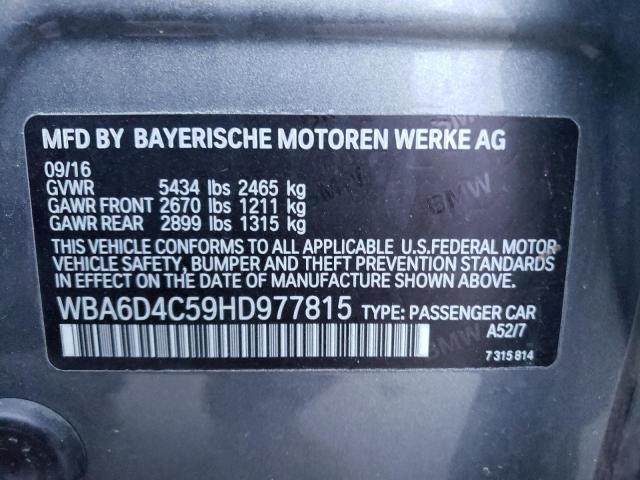 MFD BY BAYERISCHE MOTOREN WERKE AG
09/16
GVWR 5434 lbs 2465 kg
GAWR FRONT 2670 lbs 1211 kg
GAWR REAR 2899 lbs 1315 kg
THIS VEHICLE CONFORMS TO ALL APPLICABLE U.S.FEDERAL MOTOR
VEHICLE SAFETY, BUMPER, AND THEFT PREVENTION STANDARDS
IN EFFECT ON THE DATE OF MANUFACTURE SHOWN ABOVE.
WBA6D4C59HD977815 TYPE: PASSENGER CAR
A52/7
7 315 814
BMW
BMW
BMW